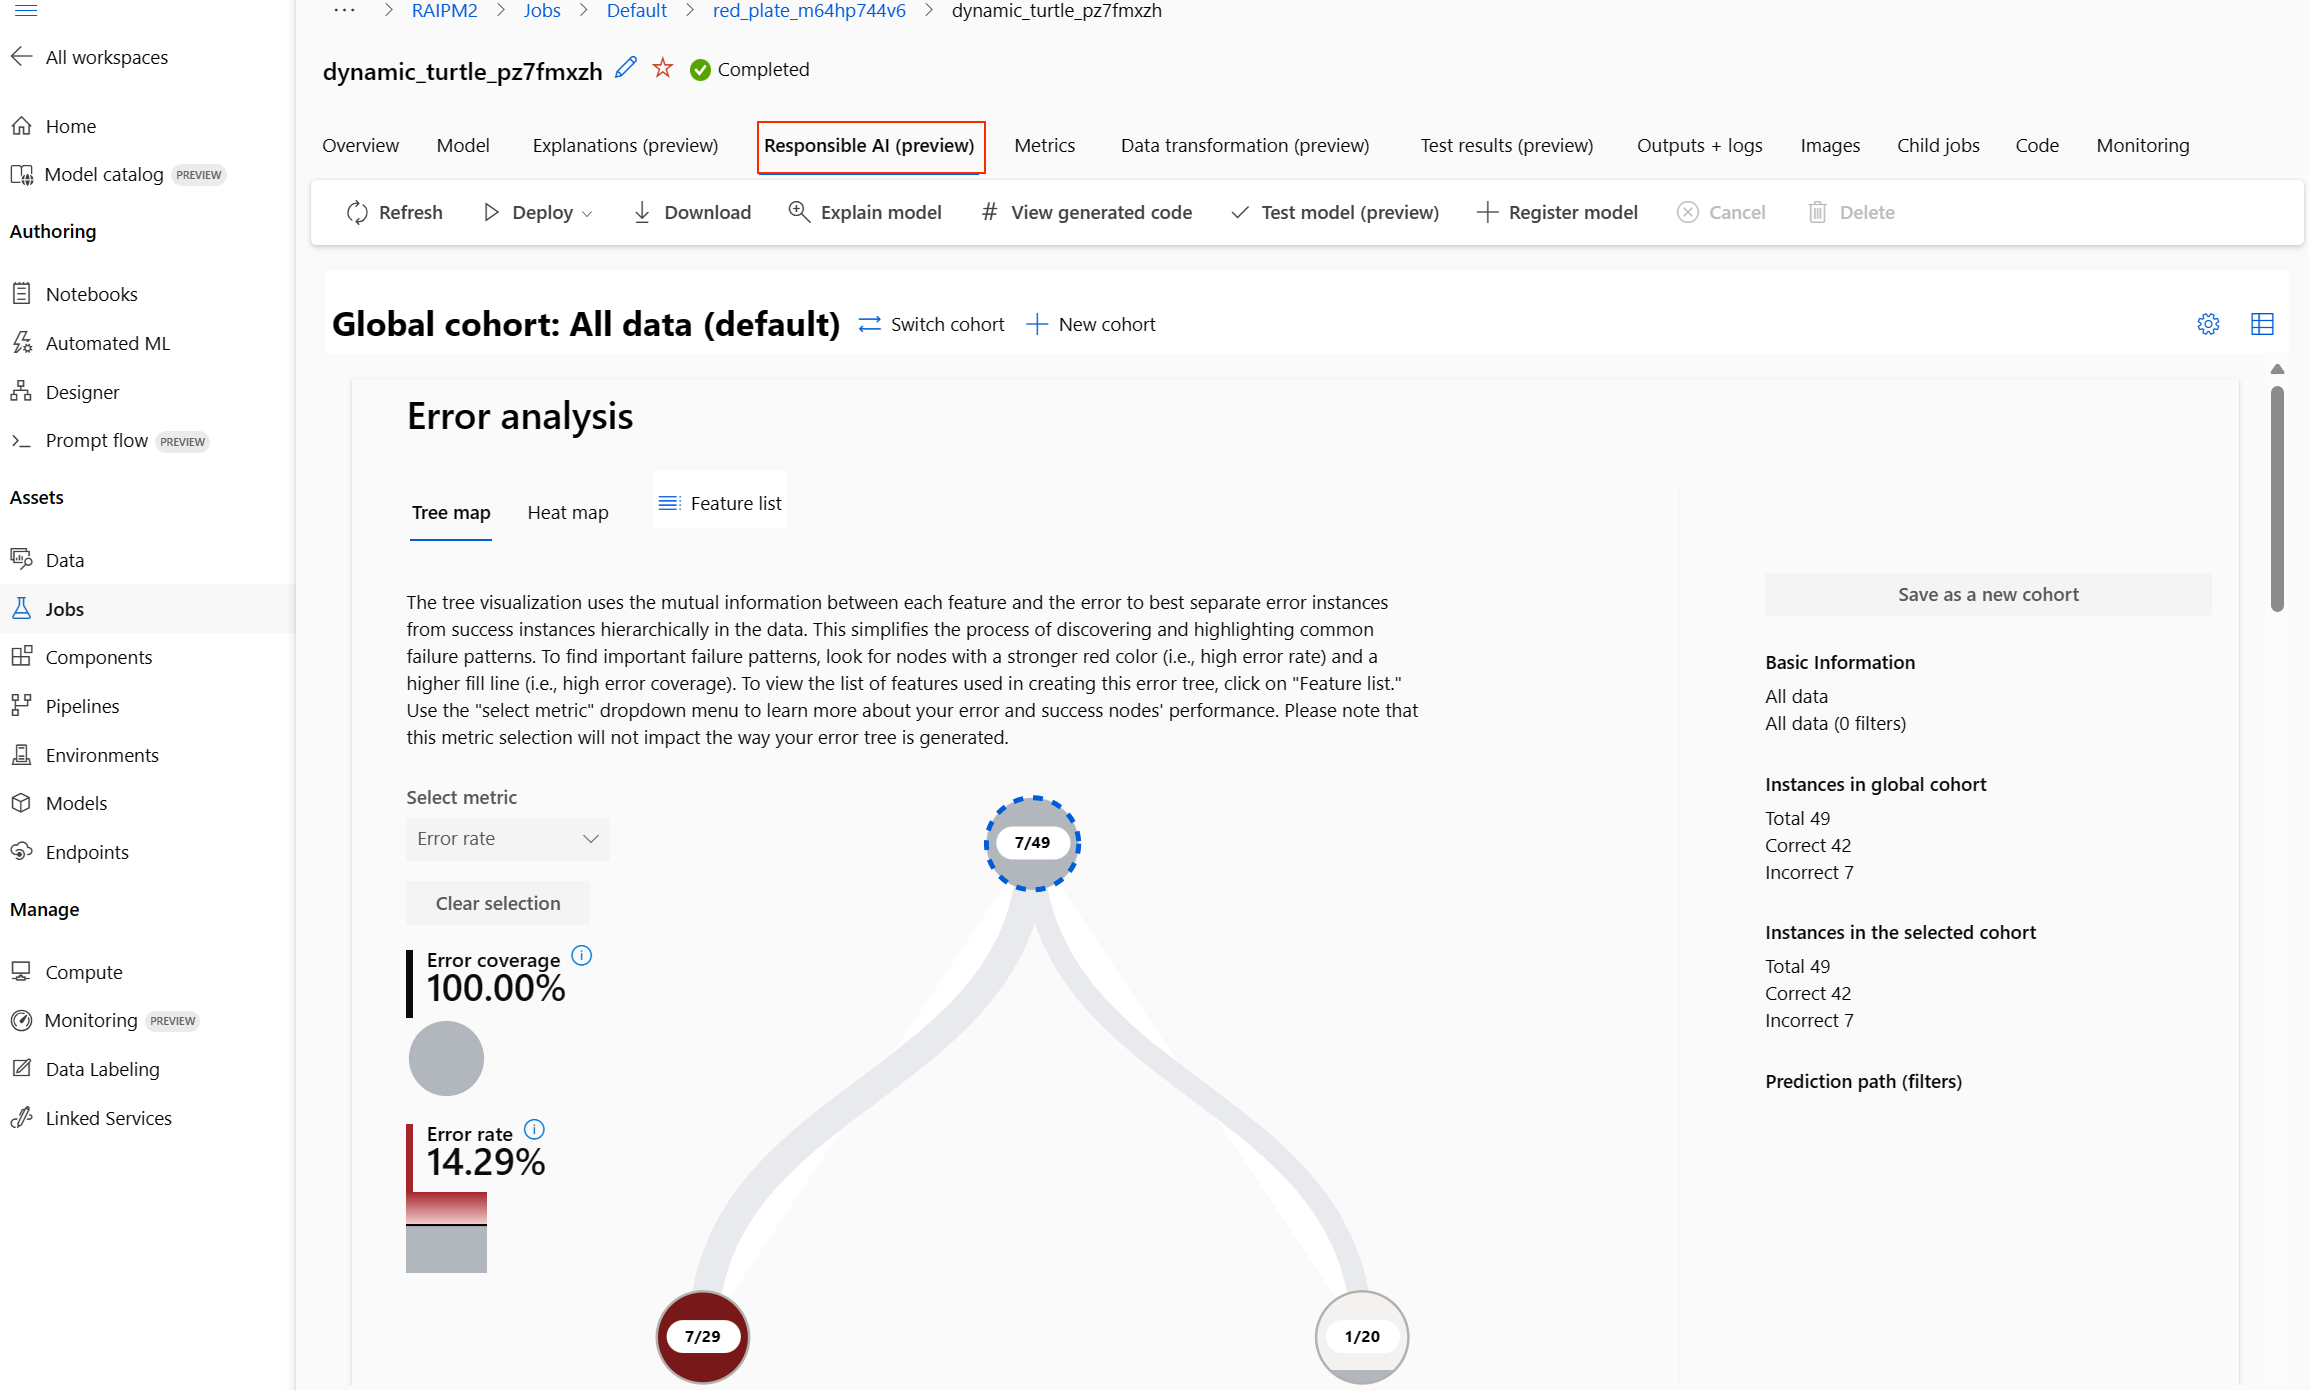 ··· > RAIPM2 > Jobs > Default > red_plate_m64hp744v6 > dynamic_turtle_pz7fmxzh
All workspaces
Home
Model catalog PREVIEW
Authoring
Notebooks
Automated ML
Designer
Prompt flow PREVIEW
Assets
Data
Jobs
Components
Pipelines
Environments
Models
Endpoints
Manage
Compute
Monitoring PREVIEW
Data Labeling
Linked Services
dynamic_turtle_pz7fmxzh Completed
Overview Model Explanations (preview) Responsible AI (preview) Metrics Data transformation (preview) Test results (preview) Outputs + logs Images Child jobs Code Monitoring
Refresh Deploy Download Explain model # View generated code Test model (preview) Register model Cancel Delete
Global cohort: All data (default) Switch cohort New cohort
Error analysis
Tree map Heat map Feature list
The tree visualization uses the mutual information between each feature and the error to best separate error instances
from success instances hierarchically in the data. This simplifies the process of discovering and highlighting common
failure patterns. To find important failure patterns, look for nodes with a stronger red color (i.e., high error rate) and a
higher fill line (i.e., high error coverage). To view the list of features used in creating this error tree, click on "Feature list."
Use the "select metric" dropdown menu to learn more about your error and success nodes' performance. Please note that
this metric selection will not impact the way your error tree is generated.
Select metric
Error rate
Clear selection
Error coverage
100.00%
Error rate
14.29%
7/49
7/29
1/20
Save as a new cohort
Basic Information
All data
All data (0 filters)
Instances in global cohort
Total 49
Correct 42
Incorrect 7
Instances in the selected cohort
Total 49
Correct 42
Incorrect 7
Prediction path (filters)